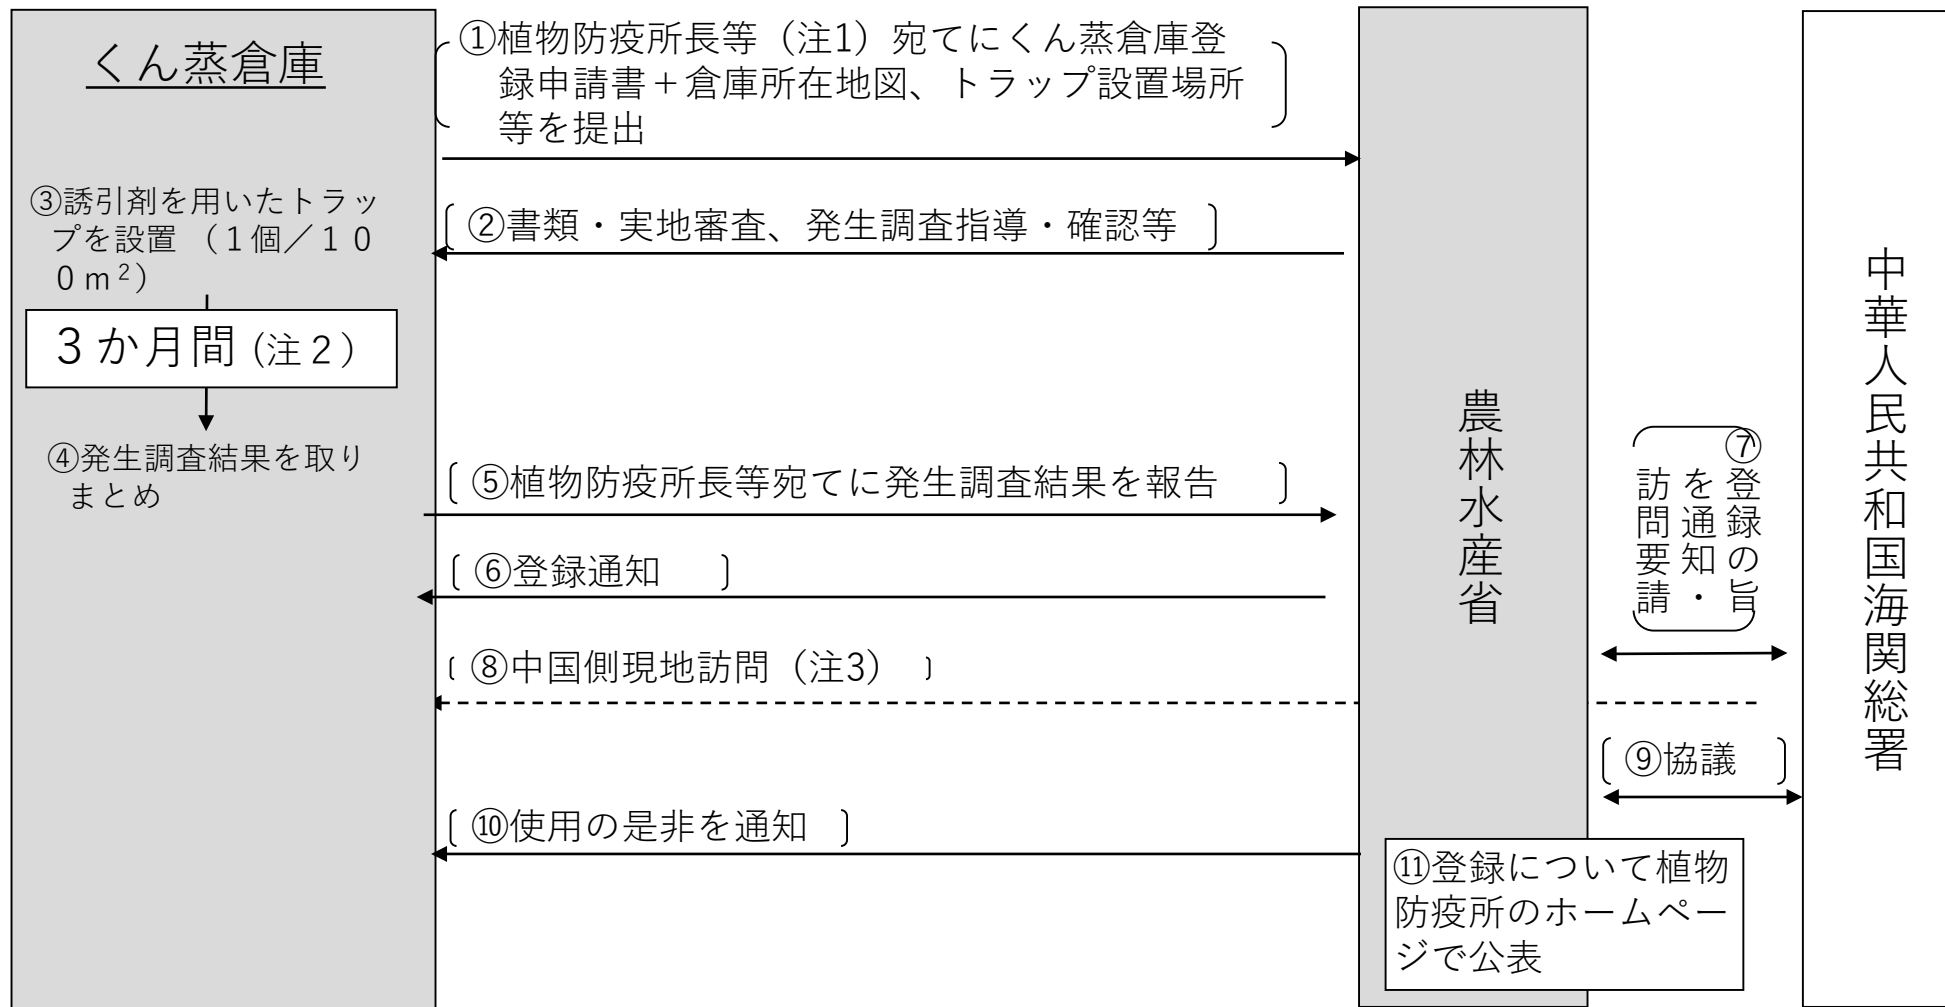 くん蒸倉庫
①植物防疫所長等（注1）宛てにくん蒸倉庫登
録申請書＋倉庫所在地図、トラップ設置場所
等を提出
②書類・実地審査、発生調査指導・確認等
③誘引剤を用いたトラッ
プを設置 （１個／１０
０ｍ²）
３か月間（注２）
④発生調査結果を取り
まとめ
⑤植物防疫所長等宛てに発生調査結果を報告
⑥登録通知
⑦登録の旨
を通知・
訪問要請
⑧中国側現地訪問（注3）
⑨協議
⑩使用の是非を通知
⑪登録について植物
防疫所のホームペー
ジで公表
農林水産省
中華人民共和国海関総署